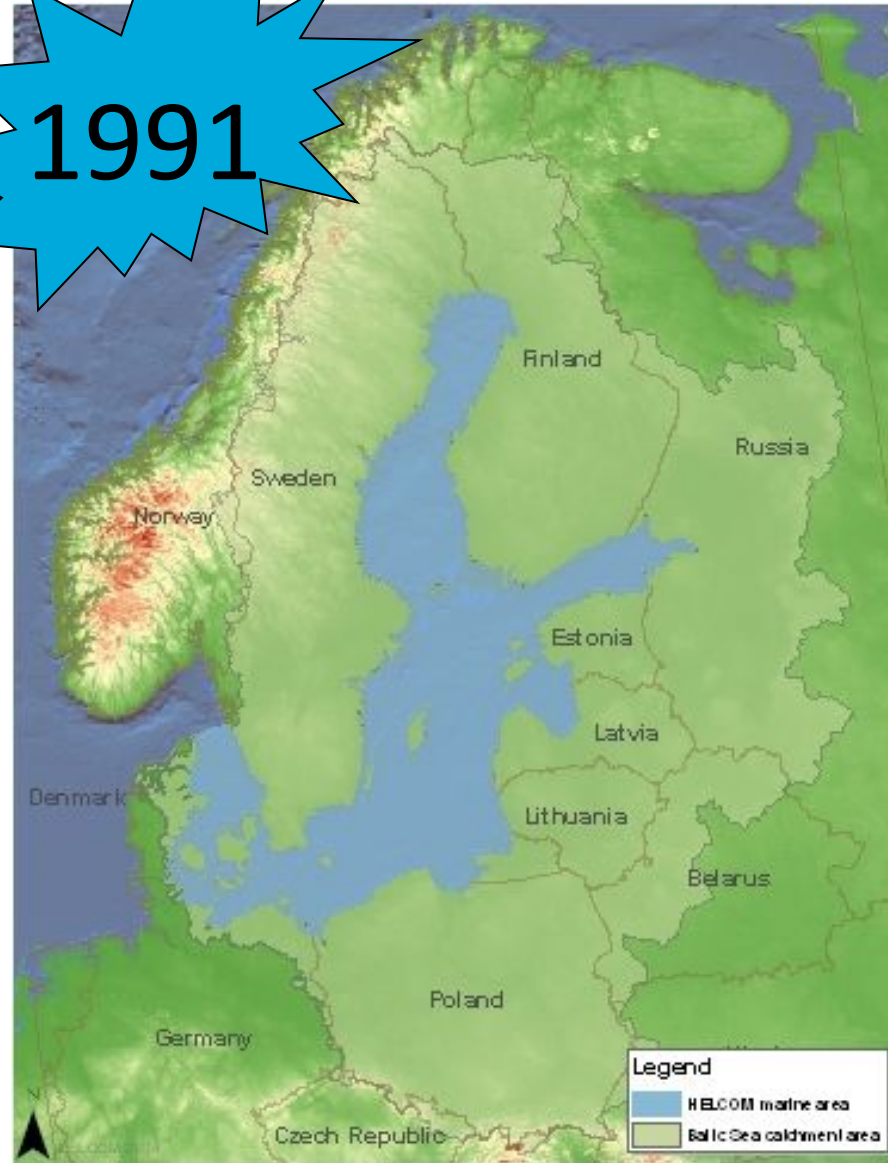 1991
Finland
Russia
Sweden
Norway
Estonia
Latvia
Denmark
Lithuania
Belarus
Poland
Germany
Legend
HELCOM marine area
Baltic Sea catchment area
Czech Republic
N